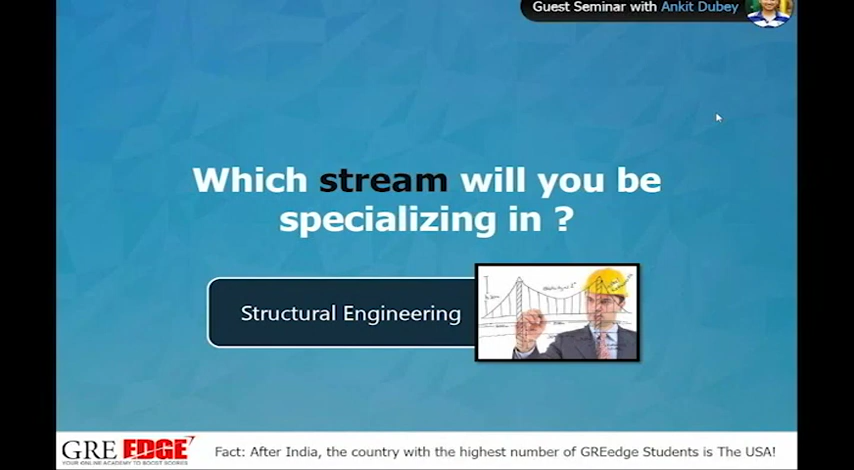 Guest Seminar with Ankit Dubey
Which stream will you be
specializing in ?
Structural Engineering
GRE EDGE
YOUR ONLINE ACADEMY TO BOOST SCORES
Fact: After India, the country with the highest number of GREedge Students is The USA!